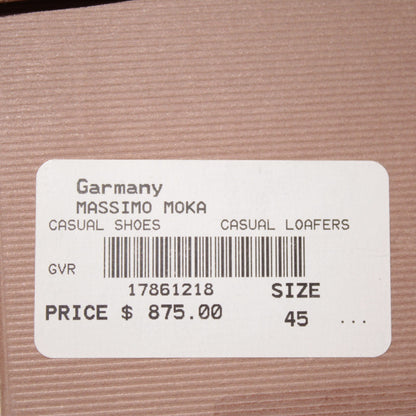 Garmany
MASSIMO MOKA
CASUAL SHOES CASUAL LOAFERS
GVR
17861218 SIZE
PRICE $ 875.00 45 ...